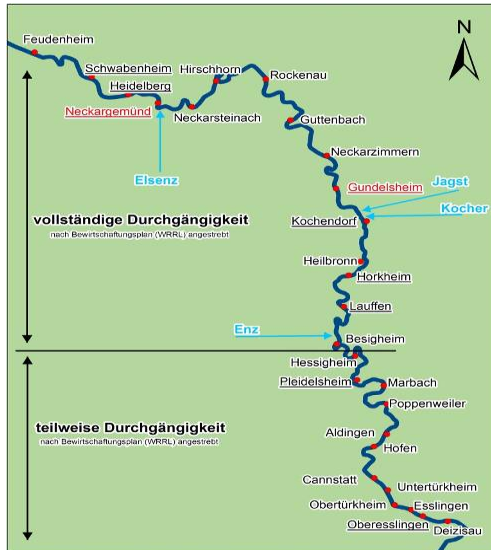 N
Feudenheim
Schwabenheim
Hirschhorn
Heidelberg
Rockenau
Neckargemünd
Neckarsteinach
Guttenbach
Neckarzimmern
Elsenz
Gundelsheim
Jagst
Kocher
vollständige Durchgängigkeit
Kochendorf
nach Bewirtschaftungsplan (WRRL) angestrebt
Heilbronn
Horkheim
Lauffen
Enz
Besigheim
Hessigheim
Pleidelsheim
Marbach
Poppenweiler
teilweise Durchgängigkeit
nach Bewirtschaftungsplan (WRRL) angestrebt
Aldingen
Hofen
Cannstatt
Untertürkheim
Obertürkheim
Esslingen
Oberesslingen
Deizisau